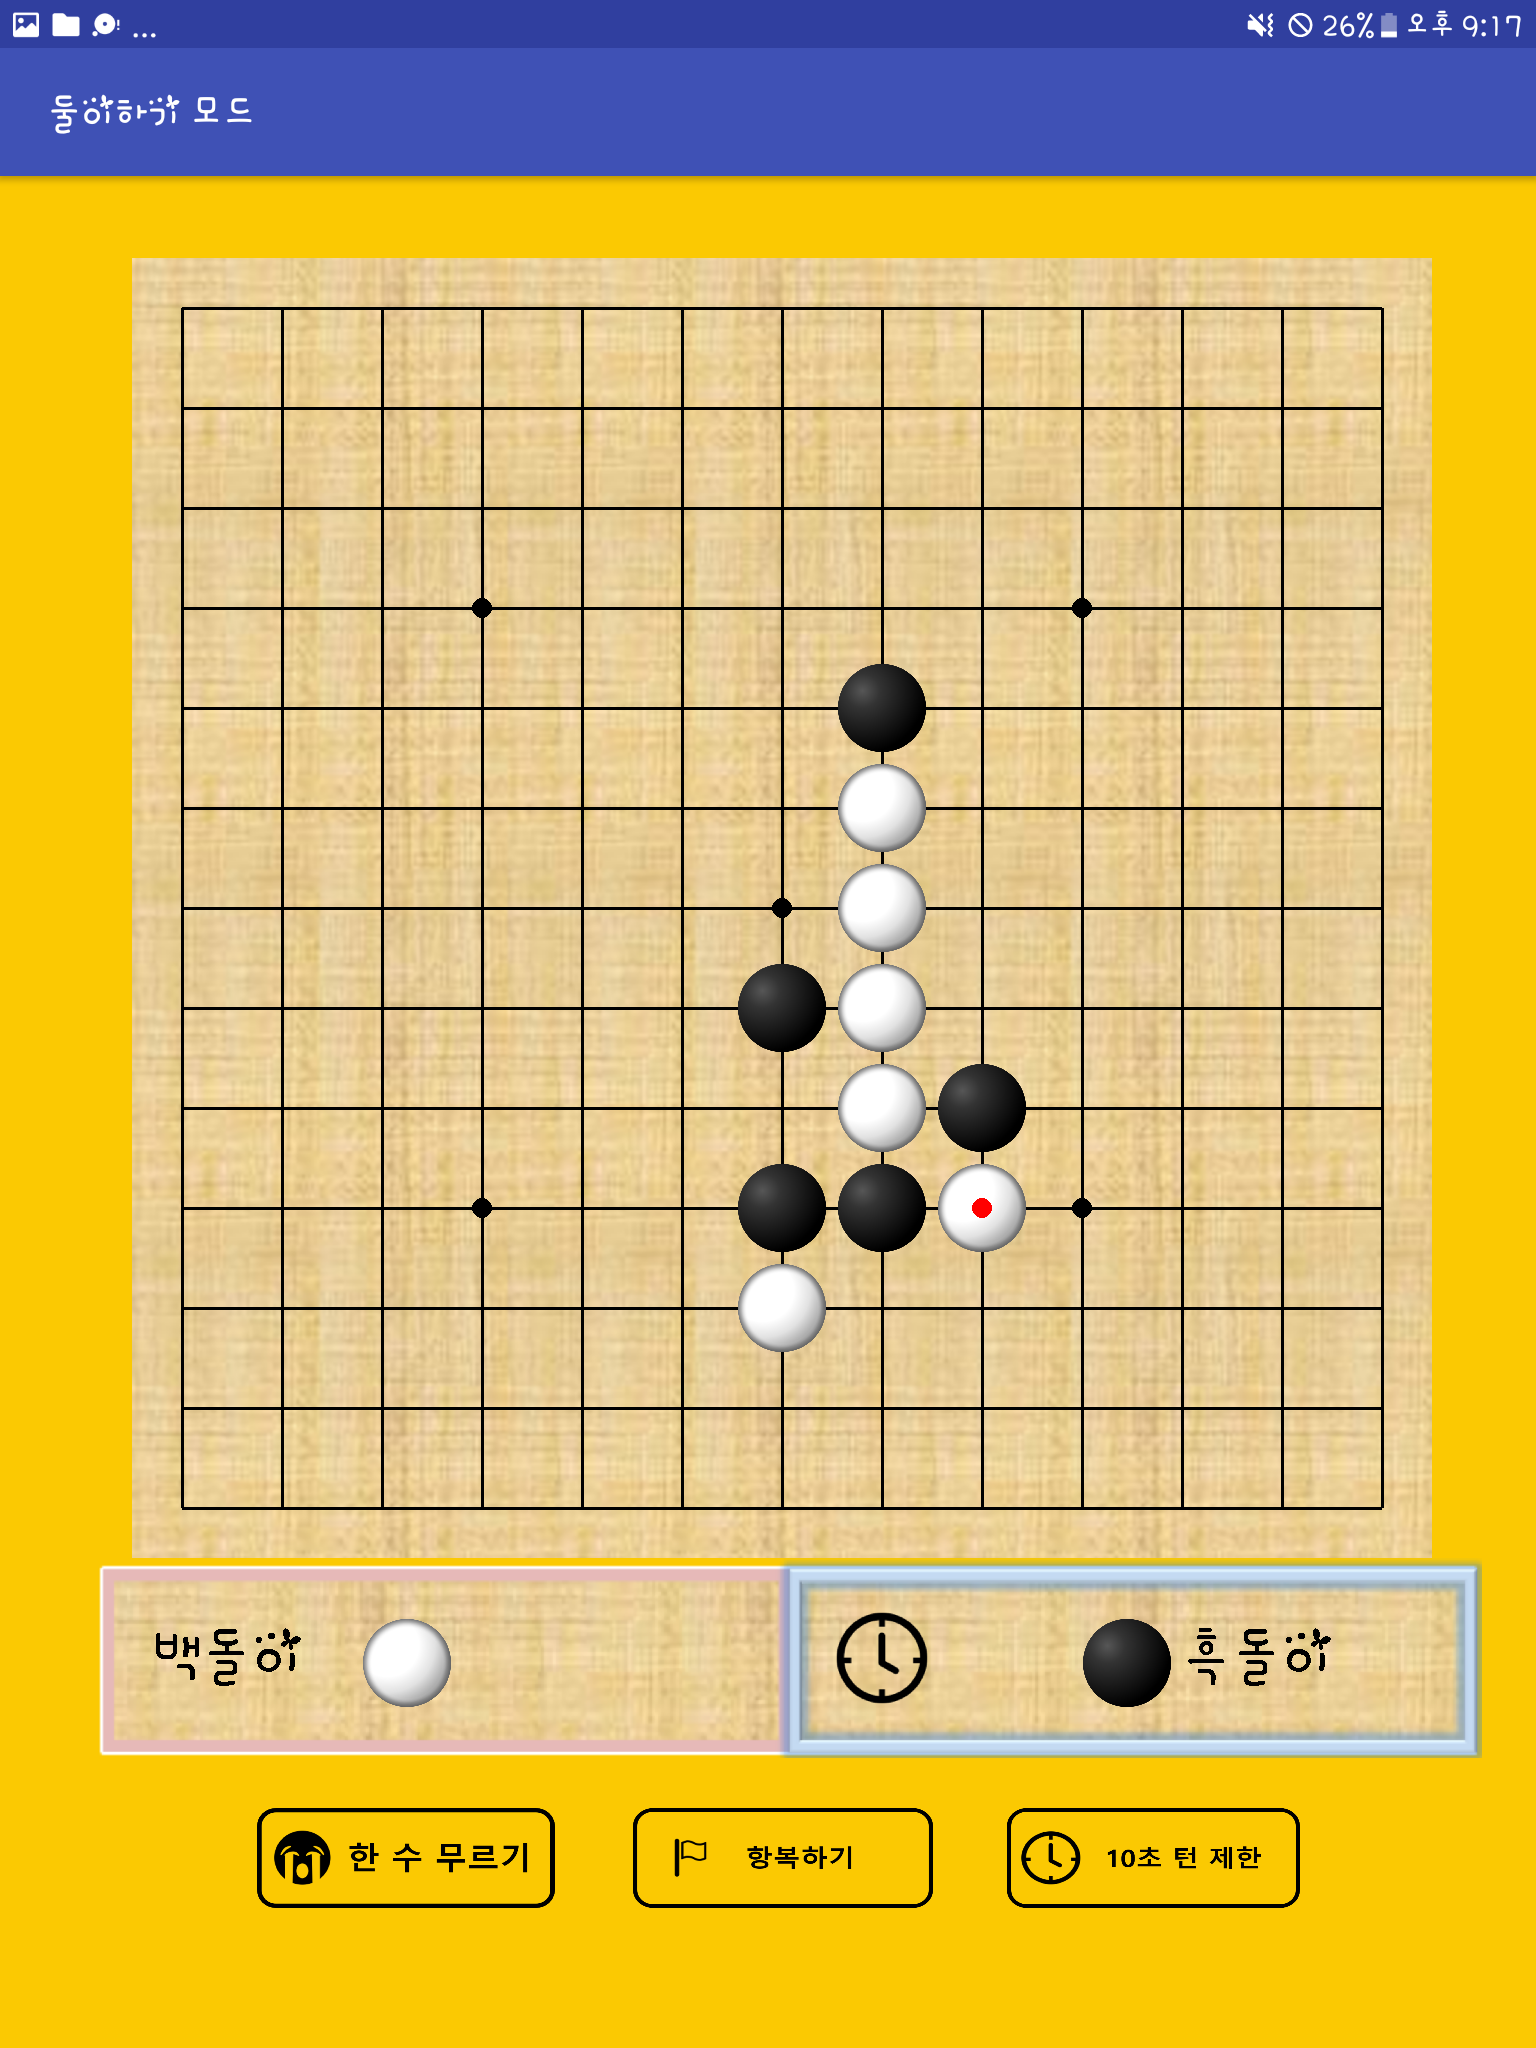 ... 26% 오후 9:17
둘이하기 모드
백돌이 흑돌이
한 수 무르기 항복하기 10초 턴 제한